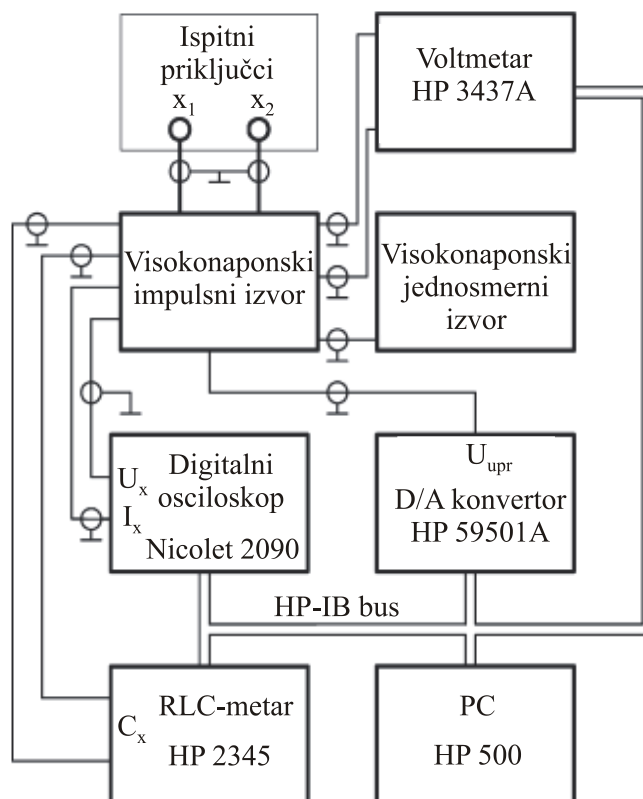 Ispitni
priključci
x1 x2
Voltmetar
HP 3437A
Visokonaponski
impulsni izvor
Visokonaponski
jednosmerni
izvor
Digitalni
osciloskop
Ux
Ix
Nicolet 2090
Uupr
D/A konvertor
HP 59501A
HP-IB bus
RLC-metar
Cx
HP 2345
PC
HP 500